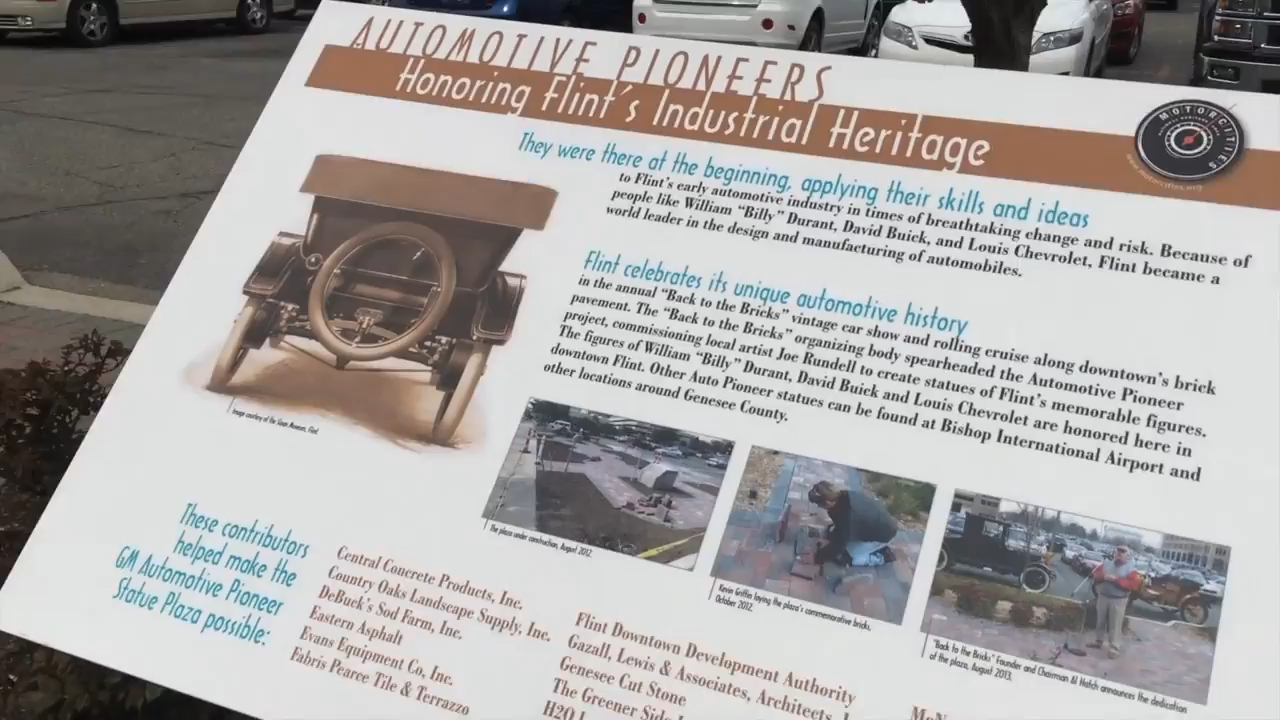 AUTOMOTIVE PIONEERS
Honoring Flint's Industrial Heritage
MOTORCITIES
www.motorcities.org
They were there at the beginning, applying their skills and ideas
to Flint's early automotive industry in times of breathtaking change and risk. Because of
people like William "Billy" Durant, David Buick, and Louis Chevrolet, Flint became a
world leader in the design and manufacturing of automobiles.
Flint celebrates its unique automotive history
in the annual "Back to the Bricks" vintage car show and rolling cruise along downtown's brick
pavement. The "Back to the Bricks" organizing body spearheaded the Automotive Pioneer
project, commissioning local artist Joe Rundell to create statues of Flint's memorable figures.
The figures of William "Billy" Durant, David Buick and Louis Chevrolet are honored here in
downtown Flint. Other Auto Pioneer statues can be found at Bishop International Airport and
other locations around Genesee County.
Image courtesy of the Sloan Museum, Flint
The plaza under construction, August 2012.
Kevin Griffin laying the plaza's commemorative bricks,
October 2012.
"Back to the Bricks" Founder and Chairman Al Hatch announces the dedication
of the plaza, August 2013.
These contributors
helped make the
GM Automotive Pioneer
Statue Plaza possible:
Central Concrete Products, Inc.
Country Oaks Landscape Supply, Inc.
DeBuck's Sod Farm, Inc.
Eastern Asphalt
Evans Equipment Co, Inc.
Fabris Pearce Tile & Terrazzo
Flint Downtown Development Authority
Gazall, Lewis & Associates, Architects,
Genesee Cut Stone
The Greener Side